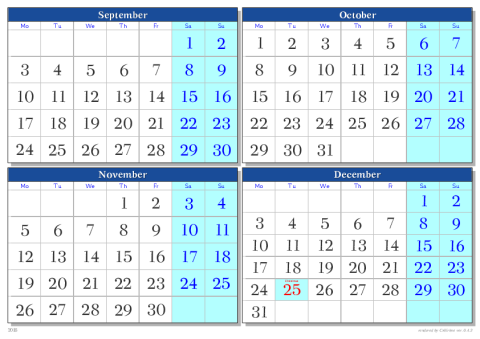 September October
Mo Tu We Th Fr Sa Su Mo Tu We Th Fr Sa Su
1 2 1 2 3 4 5 6 7
3 4 5 6 7 8 9 8 9 10 11 12 13 14
10 11 12 13 14 15 16 15 16 17 18 19 20 21
17 18 19 20 21 22 23 22 23 24 25 26 27 28
24 25 26 27 28 29 30 29 30 31
November December
Mo Tu We Th Fr Sa Su Mo Tu We Th Fr Sa Su
1 2 3 4 1 2
5 6 7 8 9 10 11 3 4 5 6 7 8 9
12 13 14 15 16 17 18 10 11 12 13 14 15 16
19 20 21 22 23 24 25 17 18 19 20 21 22 23
26 27 28 29 30 24 25 26 27 28 29 30
31